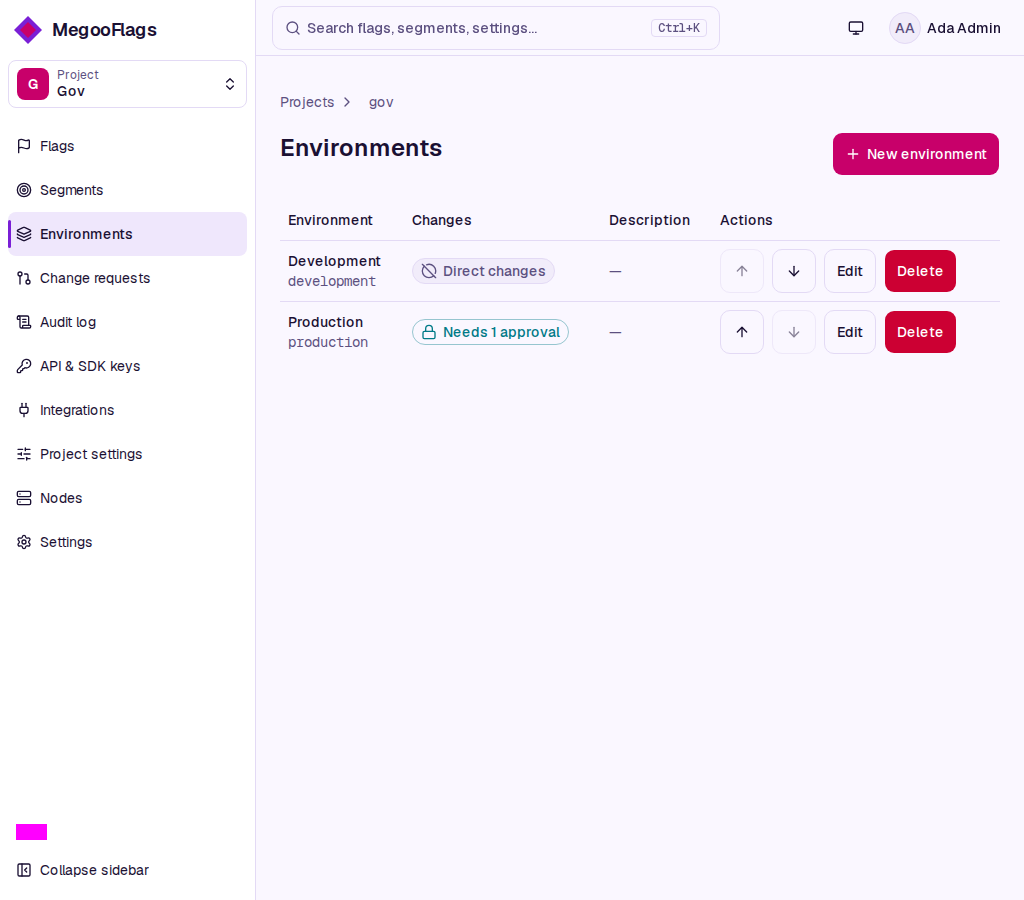 MegooFlags
Search flags, segments, settings...
Ctrl+K
AA
Ada Admin
G
Project
Gov
Flags
Segments
Environments
Change requests
Audit log
API & SDK keys
Integrations
Project settings
Nodes
Settings
Collapse sidebar
Projects
gov
Environments
New environment
Environment Changes Description Actions
Development
development
Direct changes
—
Edit
Delete
Production
production
Needs 1 approval
—
Edit
Delete